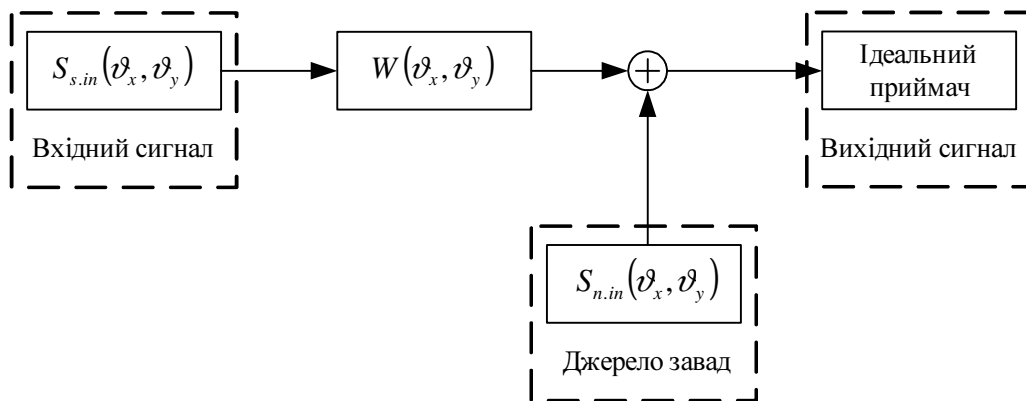 S_{s.in}(ϑ_x, ϑ_y)
Вхідний сигнал
W(ϑ_x, ϑ_y)
+
Ідеальний
приймач
Вихідний сигнал
S_{n.in}(ϑ_x, ϑ_y)
Джерело завад